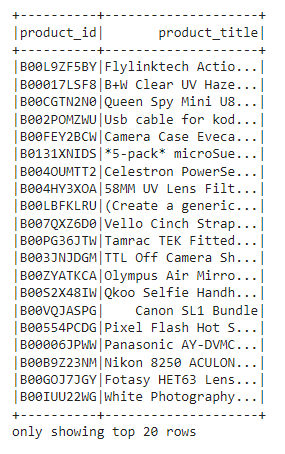 +----------+--------------------+
|product_id|       product_title|
+----------+--------------------+
|B00L9ZF5BY|Flylinktech Actio...|
|B00017LSF8|B+W Clear UV Haze...|
|B00CGTN2N0|Queen Spy Mini U8...|
|B002POMZWU|Usb cable for kod...|
|B00FEY2BCW|Camera Case Eveca...|
|B0131XNIDS|*5-pack* microSue...|
|B004OUMTT2|Celestron PowerSe...|
|B004HY3XOA|58MM UV Lens Filt...|
|B00LBFKLRU|(Create a generic...|
|B007QXZ6D0|Vello Cinch Strap...|
|B00PG36JTW|Tamrac TEK Fitted...|
|B003JNJDGM|TTL Off Camera Sh...|
|B00ZYATKCA|Olympus Air Mirro...|
|B00S2X48IW|Qkoo Selfie Handh...|
|B00VQJASPG|    Canon SL1 Bundle|
|B00554PCDG|Pixel Flash Hot S...|
|B00006JPWW|Panasonic AY-DVMC...|
|B00B9Z23NM|Nikon 8250 ACULON...|
|B00GOJ7JGY|Fotasy HET63 Lens...|
|B00IUU22WG|White Photography...|
+----------+--------------------+
only showing top 20 rows